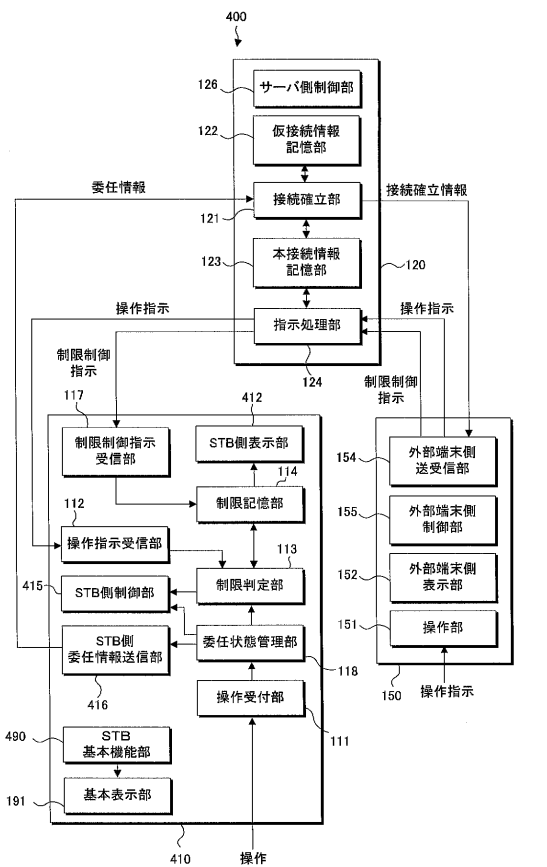 400
126
サーバ側制御部
122
仮接続情報
記憶部
委任情報
接続確立部
接続確立情報
121
123
本接続情報
記憶部
120
操作指示
指示処理部
操作指示
制限制御
指示
124
制限制御
指示
117
412
制限制御指示
受信部
STB側表示部
154
外部端末側
送受信部
114
制限記憶部
112
155
外部端末側
制御部
操作指示受信部
113
415
STB側制御部
制限判定部
152
外部端末側
表示部
STB側
委任情報送信部
委任状態管理部
151
操作部
118
416
操作受付部
150
操作指示
111
490
STB
基本機能部
191
基本表示部
410
操作